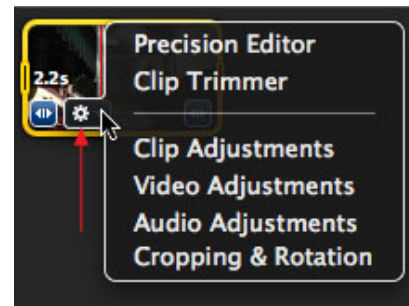 Precision Editor
Clip Trimmer
2.2s
Clip Adjustments
Video Adjustments
Audio Adjustments
Cropping & Rotation